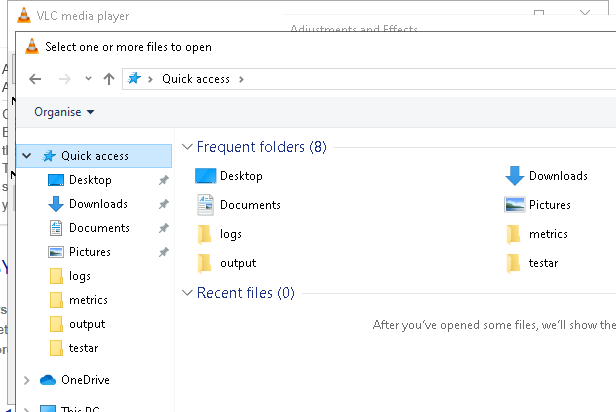 VLC media player
Adjustments and Effects
Select one or more files to open
Quick access
Organise
Quick access
Desktop
Downloads
Documents
Pictures
logs
metrics
output
testar
OneDrive
This PC
Frequent folders (8)
Desktop
Downloads
Documents
Pictures
logs
metrics
output
testar
Recent files (0)
After you've opened some files, we'll show the